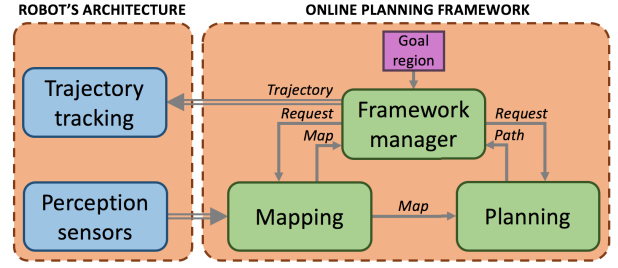 ROBOT'S ARCHITECTURE
ONLINE PLANNING FRAMEWORK
Goal
region
Trajectory
tracking
Trajectory
Framework
manager
Request
Map
Request
Path
Perception
sensors
Mapping
Map
Planning